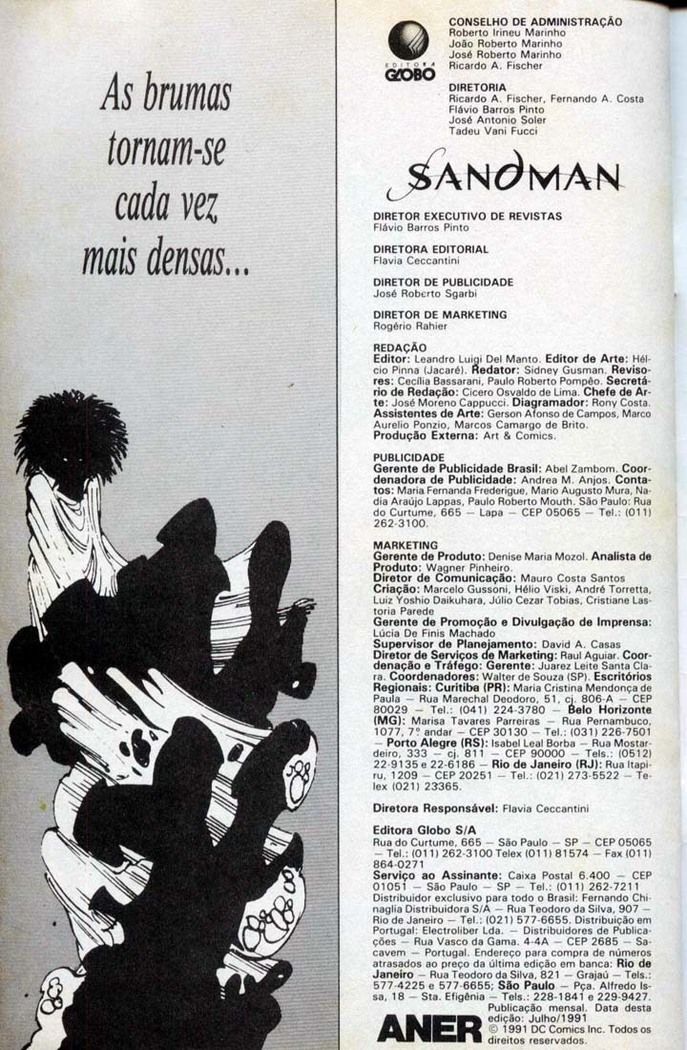 As brumas
tornam-se
cada vez
mais densas...
EDITORA
GLOBO
CONSELHO DE ADMINISTRAÇÃO
Roberto Irineu Marinho
João Roberto Marinho
José Roberto Marinho
Ricardo A. Fischer
DIRETORIA
Ricardo A. Fischer, Fernando A. Costa
Flávio Barros Pinto
José Antonio Soler
Tadeu Vani Fucci
SANDMAN
DIRETOR EXECUTIVO DE REVISTAS
Flávio Barros Pinto
DIRETORA EDITORIAL
Flavia Ceccantini
DIRETOR DE PUBLICIDADE
José Roberto Sgarbi
DIRETOR DE MARKETING
Rogério Rahier
REDAÇÃO
Editor: Leandro Luigi Del Manto. Editor de Arte: Hél-
cio Pinna (Jacaré). Redator: Sidney Gusman. Reviso-
res: Cecília Bassarani, Paulo Roberto Pompêo. Secretá-
rio de Redação: Cicero Osvaldo de Lima. Chefe de Ar-
te: José Moreno Cappucci. Diagramador: Rony Costa.
Assistentes de Arte: Gerson Afonso de Campos, Marco
Aurelio Ponzio, Marcos Camargo de Brito.
Produção Externa: Art & Comics.
PUBLICIDADE
Gerente de Publicidade Brasil: Abel Zambom. Coor-
denadora de Publicidade: Andrea M. Anjos. Conta-
tos: Maria Fernanda Frederigue, Mario Augusto Mura, Na-
dia Araújo Lappas, Paulo Roberto Mouth. São Paulo: Rua
do Curtume, 665 — Lapa — CEP 05065 — Tel.: (011)
262-3100.
MARKETING
Gerente de Produto: Denise Maria Mozol. Analista de
Produto: Wagner Pinheiro.
Diretor de Comunicação: Mauro Costa Santos
Criação: Marcelo Gussoni, Hélio Viski, André Torretta,
Luiz Yoshio Daikuhara, Júlio Cezar Tobias, Cristiane Las-
toria Parede
Gerente de Promoção e Divulgação de Imprensa:
Lúcia De Finis Machado
Supervisor de Planejamento: David A. Casas
Diretor de Serviços de Marketing: Raul Aguiar. Coor-
denação e Tráfego: Gerente: Juarez Leite Santa Cla-
ra. Coordenadores: Walter de Souza (SP). Escritórios
Regionais: Curitiba (PR): Maria Cristina Mendonça de
Paula — Rua Marechal Deodoro, 51, cj. 806-A — CEP
80029 — Tel.: (041) 224-3780 — Belo Horizonte
(MG): Marisa Tavares Parreiras — Rua Pernambuco,
1077, 7º andar — CEP 30130 — Tel.: (031) 226-7501
— Porto Alegre (RS): Isabel Leal Borba — Rua Mostar-
deiro, 333 — cj. 811 — CEP 90000 — Tels.: (0512)
22-9135 e 22-6186 — Rio de Janeiro (RJ): Rua Itapi-
ru, 1209 — CEP 20251 — Tel.: (021) 273-5522 — Te-
lex (021) 23365.
Diretora Responsável: Flavia Ceccantini
Editora Globo S/A
Rua do Curtume, 665 — São Paulo — SP — CEP 05065
— Tel.: (011) 262-3100 Telex (011) 81574 — Fax (011)
864-0271
Serviço ao Assinante: Caixa Postal 6.400 — CEP
01051 — São Paulo — SP — Tel.: (011) 262-7211
Distribuidor exclusivo para todo o Brasil: Fernando Chi-
naglia Distribuidora S/A — Rua Teodoro da Silva, 907 —
Rio de Janeiro — Tel.: (021) 577-6655. Distribuição em
Portugal: Electroliber Lda. — Distribuidores de Publica-
ções — Rua Vasco da Gama. 4-4A — CEP 2685 — Sa-
cavem — Portugal. Endereço para compra de números
atrasados ao preço da última edição em banca: Rio de
Janeiro — Rua Teodoro da Silva, 821 — Grajaú — Tels.:
577-4225 e 577-6655; São Paulo — Pça. Alfredo Is-
sa, 18 — Sta. Efigênia — Tels.: 228-1841 e 229-9427.
ANER
Publicação mensal. Data desta
edição: Julho/1991
© 1991 DC Comics Inc. Todos os
direitos reservados.